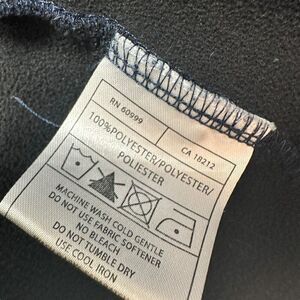 RN 60999
CA 18212
100%POLYESTER/POLYESTER/
POLIESTER
MACHINE WASH COLD GENTLE
DO NOT USE FABRIC SOFTENER
NO BLEACH
DO NOT TUMBLE DRY
USE COOL IRON